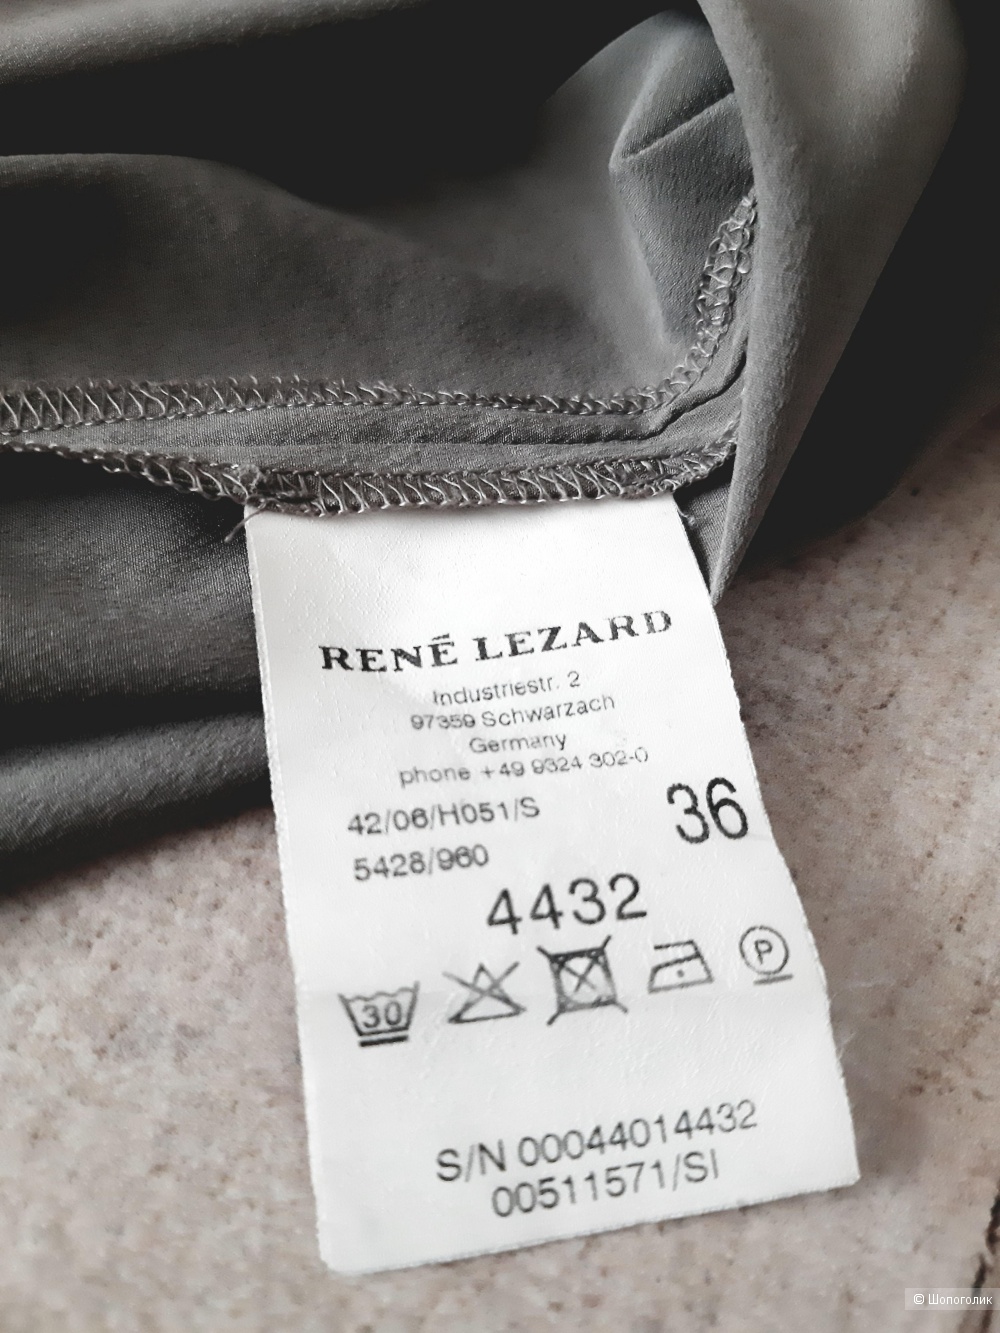 RENÉ LEZARD
Industriestr. 2
97359 Schwarzach
Germany
phone +49 9324 302-0
42/06/H051/S
36
5428/960
4432
30
P
S/N 00044014432
00511571/SI
© Шопоголик